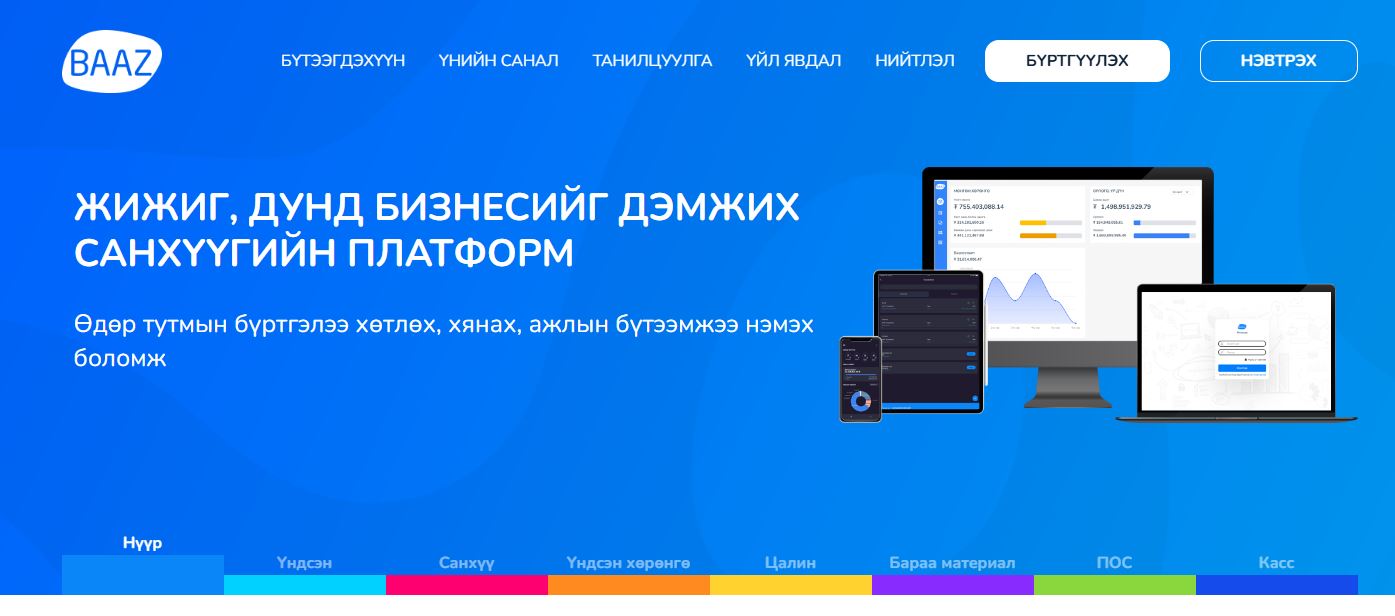 BAAZ
БҮТЭЭГДЭХҮҮН
ҮНИЙН САНАЛ
ТАНИЛЦУУЛГА
ҮЙЛ ЯВДАЛ
НИЙТЛЭЛ
БҮРТГҮҮЛЭХ
НЭВТРЭХ
ЖИЖИГ, ДУНД БИЗНЕСИЙГ ДЭМЖИХ
САНХҮҮГИЙН ПЛАТФОРМ
Өдөр тутмын бүртгэлээ хөтлөх, хянах, ажлын бүтээмжээ нэмэх
боломж
₮ 755,403,088.14
₮ 1,498,951,929.79
Нүүр
Үндсэн
Санхүү
Үндсэн хөрөнгө
Цалин
Бараа материал
ПОС
Касс